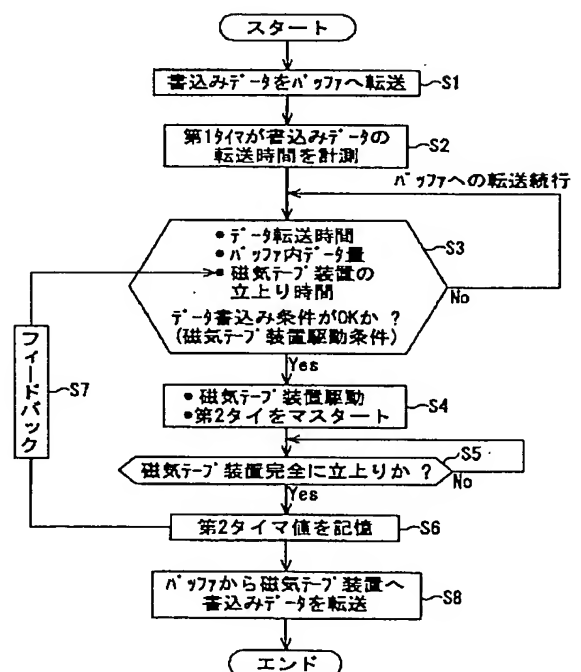 スタート
書込みデータをバッファへ転送
S1
第1タイマが書込みデータの
転送時間を計測
S2
バッファへの転送続行
S3
●データ転送時間
●バッファ内データ量
●磁気テープ装置の
立上り時間
データ書込み条件がOKか？
(磁気テープ装置駆動条件)
No
Yes
フィードバック
S7
●磁気テープ装置駆動
●第2タイをマスタート
S4
S5
磁気テープ装置完全に立上りか？
No
Yes
第2タイマ値を記憶
S6
バッファから磁気テープ装置へ
書込みデータを転送
S8
エンド